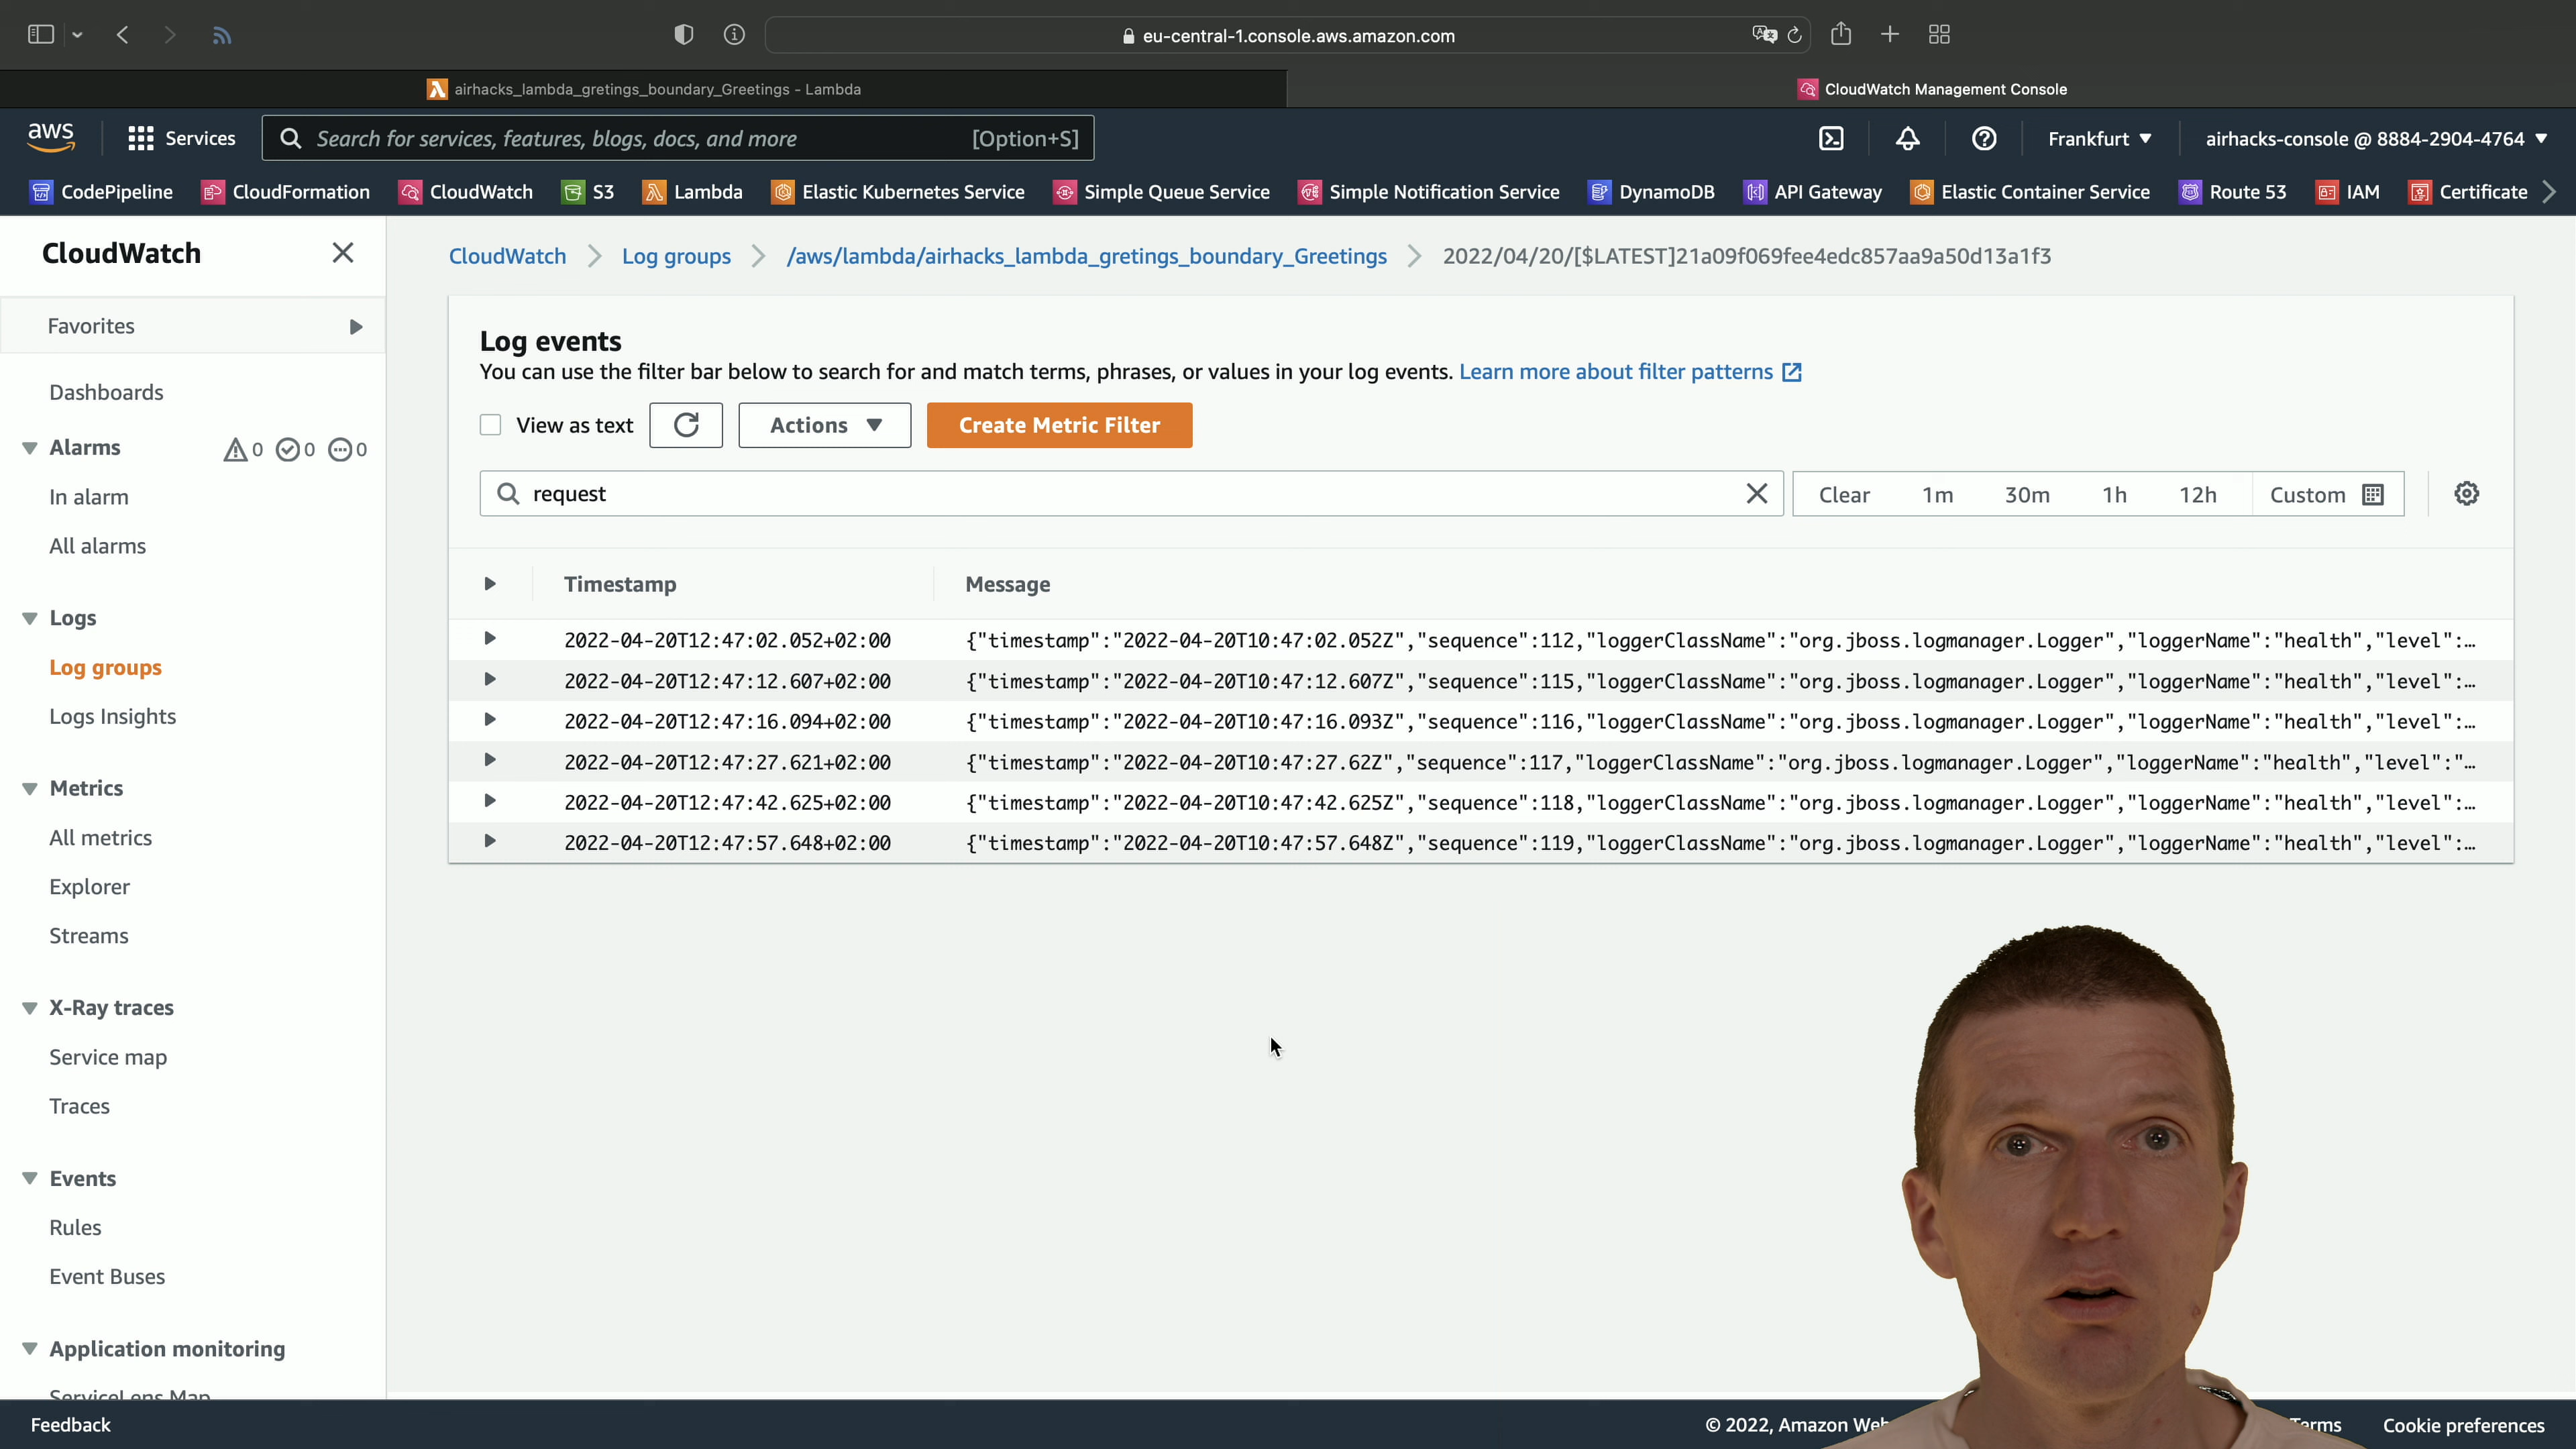 eu-central-1.console.aws.amazon.com
airhacks_lambda_gretings_boundary_Greetings - Lambda
CloudWatch Management Console
aws
Services
Search for services, features, blogs, docs, and more
[Option+S]
Frankfurt ▼
airhacks-console @ 8884-2904-4764 ▼
CodePipeline
CloudFormation
CloudWatch
S3
Lambda
Elastic Kubernetes Service
Simple Queue Service
Simple Notification Service
DynamoDB
API Gateway
Elastic Container Service
Route 53
IAM
Certificate
CloudWatch
Favorites
Dashboards
Alarms
0 0 0
In alarm
All alarms
Logs
Log groups
Logs Insights
Metrics
All metrics
Explorer
Streams
X-Ray traces
Service map
Traces
Events
Rules
Event Buses
Application monitoring
ServiceLens Map
CloudWatch
Log groups
/aws/lambda/airhacks_lambda_gretings_boundary_Greetings
2022/04/20/[$LATEST]21a09f069fee4edc857aa9a50d13a1f3
Log events
You can use the filter bar below to search for and match terms, phrases, or values in your log events. Learn more about filter patterns
View as text
Actions
Create Metric Filter
request
Clear
1m
30m
1h
12h
Custom
Timestamp
Message
2022-04-20T12:47:02.052+02:00 {"timestamp":"2022-04-20T10:47:02.052Z","sequence":112,"loggerClassName":"org.jboss.logmanager.Logger","loggerName":"health","level":…
2022-04-20T12:47:12.607+02:00 {"timestamp":"2022-04-20T10:47:12.607Z","sequence":115,"loggerClassName":"org.jboss.logmanager.Logger","loggerName":"health","level":…
2022-04-20T12:47:16.094+02:00 {"timestamp":"2022-04-20T10:47:16.093Z","sequence":116,"loggerClassName":"org.jboss.logmanager.Logger","loggerName":"health","level":…
2022-04-20T12:47:27.621+02:00 {"timestamp":"2022-04-20T10:47:27.62Z","sequence":117,"loggerClassName":"org.jboss.logmanager.Logger","loggerName":"health","level":"…
2022-04-20T12:47:42.625+02:00 {"timestamp":"2022-04-20T10:47:42.625Z","sequence":118,"loggerClassName":"org.jboss.logmanager.Logger","loggerName":"health","level":…
2022-04-20T12:47:57.648+02:00 {"timestamp":"2022-04-20T10:47:57.648Z","sequence":119,"loggerClassName":"org.jboss.logmanager.Logger","loggerName":"health","level":…
Feedback
© 2022, Amazon Web
Terms
Cookie preferences